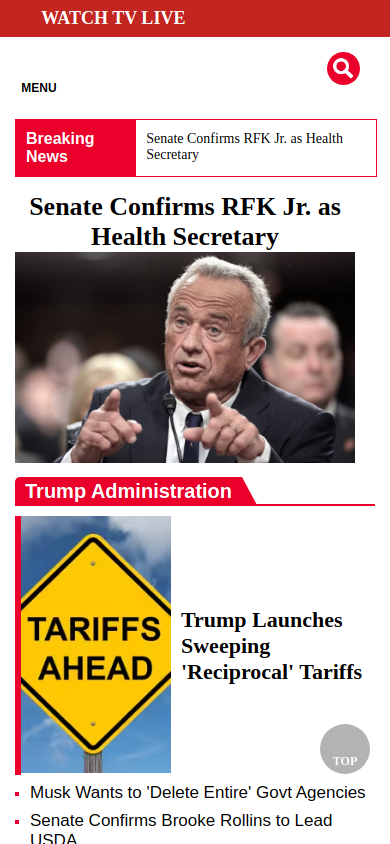 WATCH TV LIVE
MENU
Breaking
News
Senate Confirms RFK Jr. as Health
Secretary
Senate Confirms RFK Jr. as
Health Secretary
Trump Administration
TARIFFS
AHEAD
Trump Launches
Sweeping
'Reciprocal' Tariffs
TOP
Musk Wants to 'Delete Entire' Govt Agencies
Senate Confirms Brooke Rollins to Lead
USDA